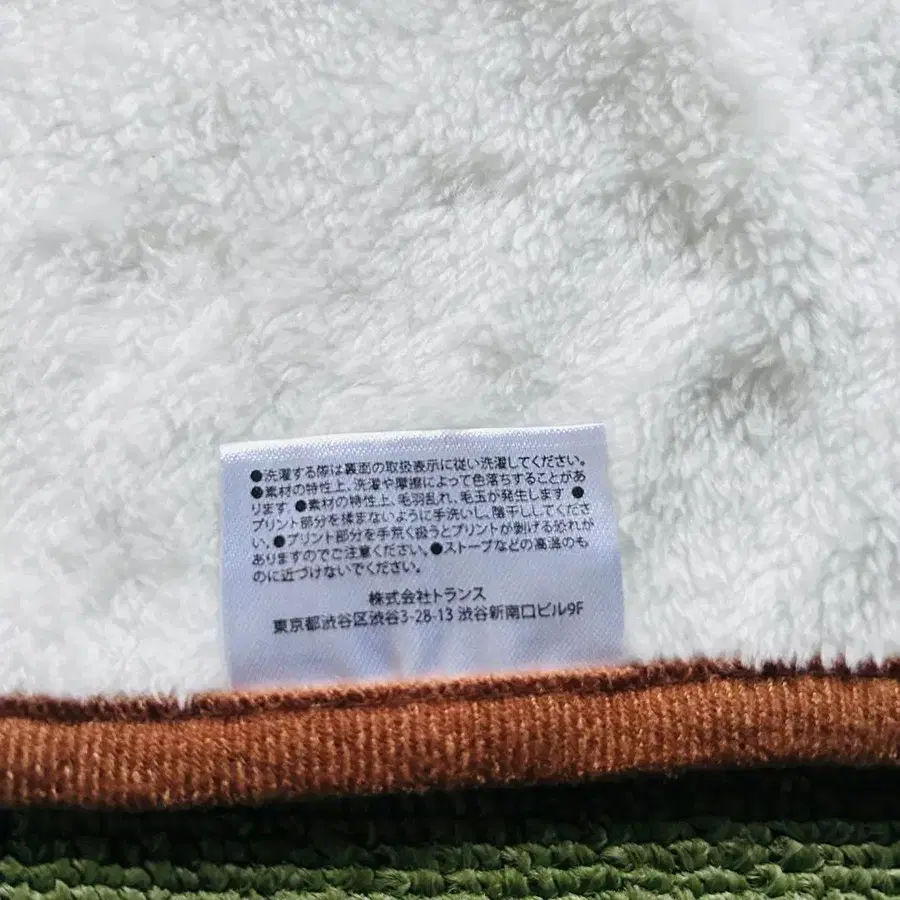 ●洗濯する際は裏面の取扱表示に従い洗濯してください。
●素材の特性上、洗濯や摩擦によって色落ちすることがあ
ります.●素材の特性上、毛羽乱れ、毛玉が発生します ●
プリント部分を揉まないように手洗いし、陰干ししてくださ
い。●プリント部分を手荒く扱うとプリントが剥げる恐れが
ありますのでご注意ください。●ストーブなどの高温のも
のに近づけないでください。
株式会社トランス
東京都渋谷区渋谷3-28-13 渋谷新南口ビル9F